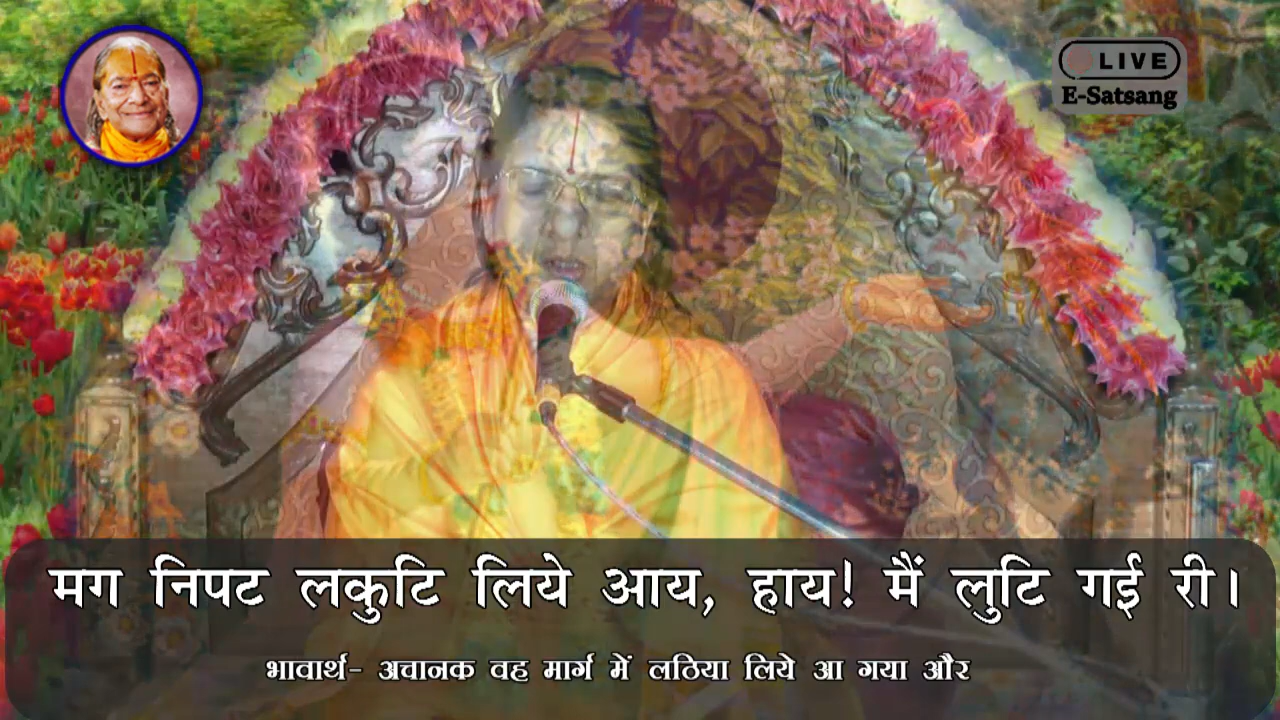 LIVE
E-Satsang
मग निपट लकुटि लिये आय, हाय! मैं लुटि गई री।
भावार्थ- अचानक वह मार्ग में लठिया लिये आ गया और